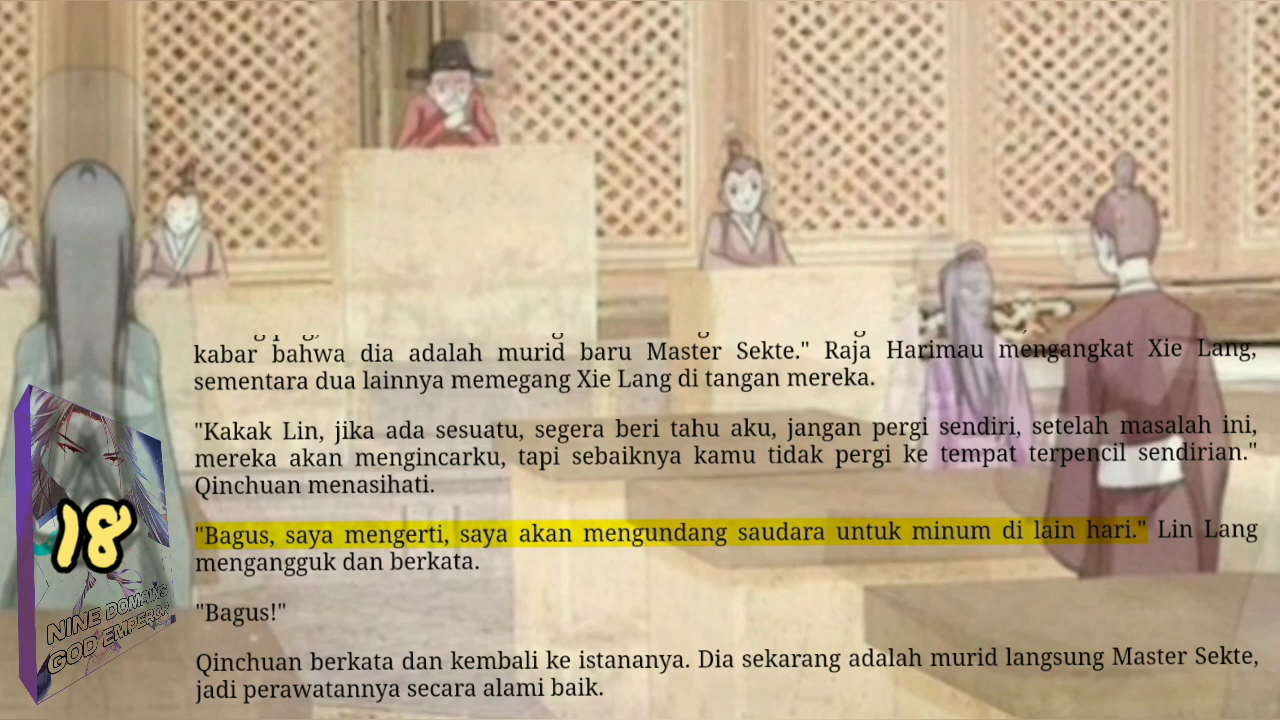 kabar bahwa dia adalah murid baru Master Sekte." Raja Harimau mengangkat Xie Lang,
sementara dua lainnya memegang Xie Lang di tangan mereka.
"Kakak Lin, jika ada sesuatu, segera beri tahu aku, jangan pergi sendiri, setelah masalah ini,
mereka akan mengincarku, tapi sebaiknya kamu tidak pergi ke tempat terpencil sendirian."
Qinchuan menasihati.
"Bagus, saya mengerti, saya akan mengundang saudara untuk minum di lain hari." Lin Lang
mengangguk dan berkata.
"Bagus!"
Qinchuan berkata dan kembali ke istananya. Dia sekarang adalah murid langsung Master Sekte,
jadi perawatannya secara alami baik.
18
NINE DOMAINS
GOD EMPEROR